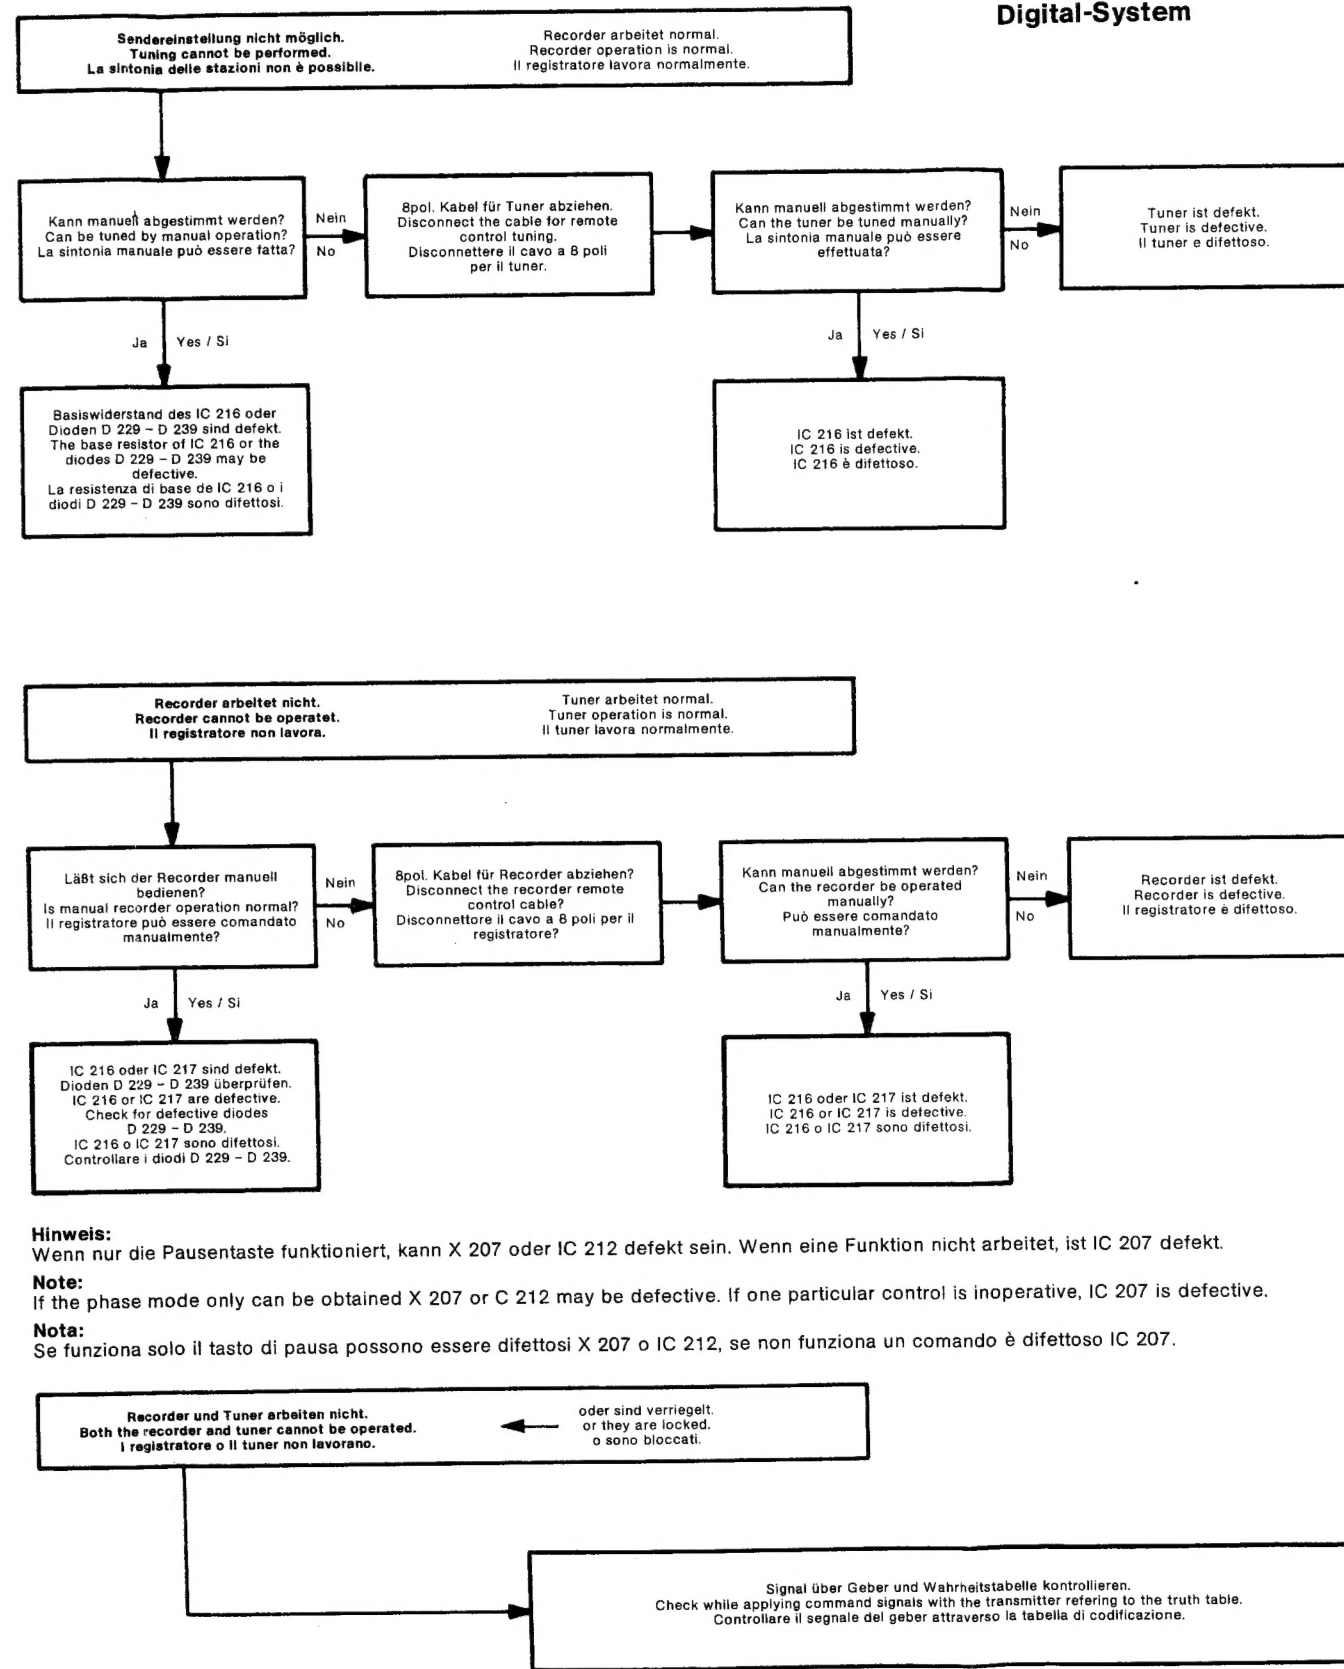 Digital-System
Sendereinstellung nicht möglich.
Tuning cannot be performed.
La sintonia delle stazioni non è possibile.
Recorder arbeitet normal.
Recorder operation is normal.
Il registratore lavora normalmente.
Kann manuell abgestimmt werden?
Can be tuned by manual operation?
La sintonia manuale può essere fatta?
Nein
No
8pol. Kabel für Tuner abziehen.
Disconnect the cable for remote
control tuning.
Disconnettere il cavo a 8 poli
per il tuner.
Kann manuell abgestimmt werden?
Can the tuner be tuned manually?
La sintonia manuale può essere
effettuata?
Nein
No
Tuner ist defekt.
Tuner is defective.
Il tuner e difettoso.
Ja Yes / Si
Ja Yes / Si
Basiswiderstand des IC 216 oder
Dioden D 229 – D 239 sind defekt.
The base resistor of IC 216 or the
diodes D 229 – D 239 may be
defective.
La resistenza di base de IC 216 o i
diodi D 229 – D 239 sono difettosi.
IC 216 ist defekt.
IC 216 is defective.
IC 216 è difettoso.
Recorder arbeitet nicht.
Recorder cannot be operatet.
Il registratore non lavora.
Tuner arbeitet normal.
Tuner operation is normal.
Il tuner lavora normalmente.
Läßt sich der Recorder manuell
bedienen?
Is manual recorder operation normal?
Il registratore può essere comandato
manualmente?
Nein
No
8pol. Kabel für Recorder abziehen?
Disconnect the recorder remote
control cable?
Disconnettore il cavo a 8 poli per il
registratore?
Kann manuell abgestimmt werden?
Can the recorder be operated
manually?
Può essere comandato
manualmente?
Nein
No
Recorder ist defekt.
Recorder is defective.
Il registratore è difettoso.
Ja Yes / Si
Ja Yes / Si
IC 216 oder IC 217 sind defekt.
Dioden D 229 – D 239 überprüfen.
IC 216 or IC 217 are defective.
Check for defective diodes
D 229 – D 239.
IC 216 o IC 217 sono difettosi.
Controllare i diodi D 229 – D 239.
IC 216 oder IC 217 ist defekt.
IC 216 or IC 217 is defective.
IC 216 o IC 217 sono difettosi.
Hinweis:
Wenn nur die Pausentaste funktioniert, kann X 207 oder IC 212 defekt sein. Wenn eine Funktion nicht arbeitet, ist IC 207 defekt.
Note:
If the phase mode only can be obtained X 207 or C 212 may be defective. If one particular control is inoperative, IC 207 is defective.
Nota:
Se funziona solo il tasto di pausa possono essere difettosi X 207 o IC 212, se non funziona un comando è difettoso IC 207.
Recorder und Tuner arbeiten nicht.
Both the recorder and tuner cannot be operated.
I registratore o il tuner non lavorano.
oder sind verriegelt.
or they are locked.
o sono bloccati.
Signal über Geber und Wahrheitstabelle kontrollieren.
Check while applying command signals with the transmitter refering to the truth table.
Controllare il segnale del geber attraverso la tabella di codificazione.